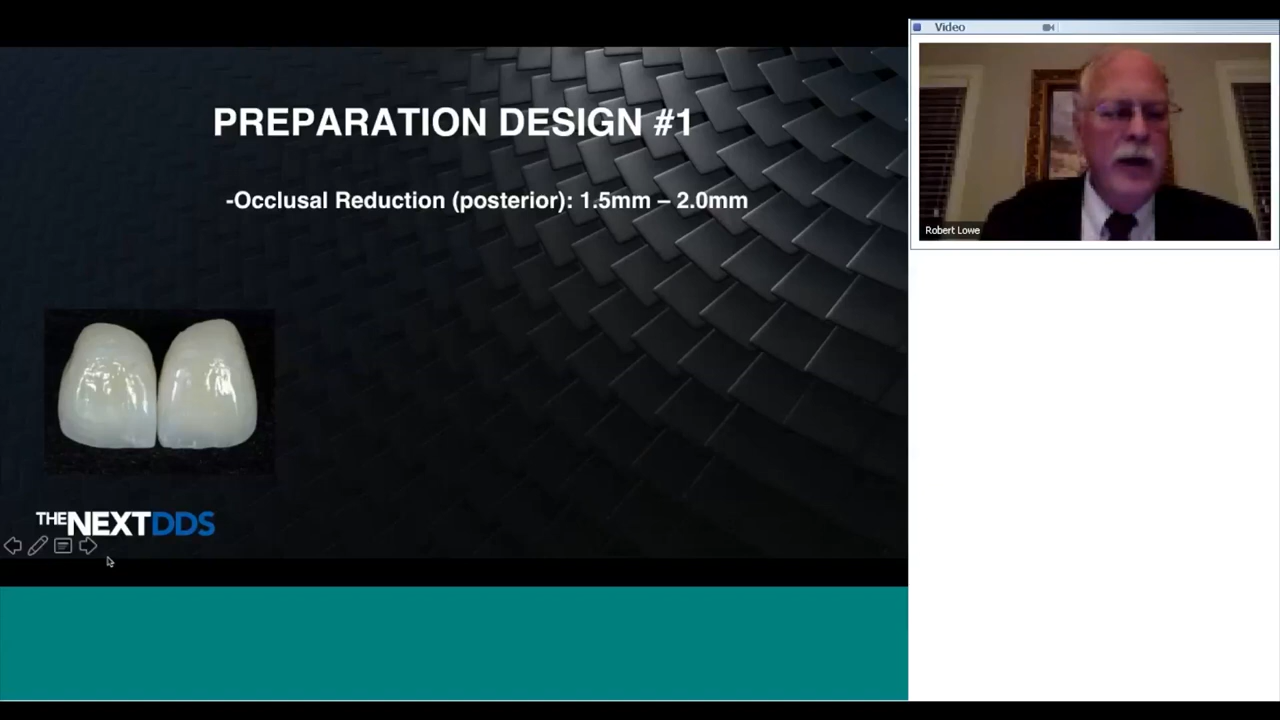 PREPARATION DESIGN #1
-Occlusal Reduction (posterior): 1.5mm – 2.0mm
THENEXTDDS
Video
Robert Lowe